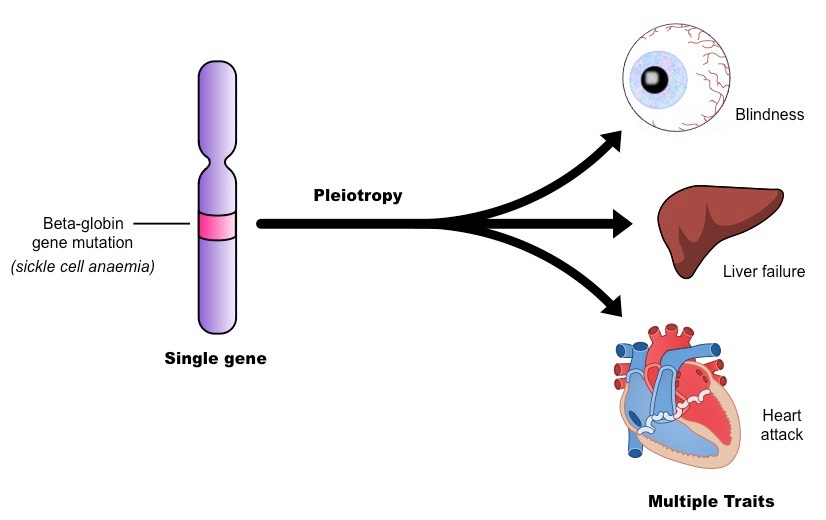 Blindness
Pleiotropy
Beta-globin
gene mutation
(sickle cell anaemia)
Liver failure
Single gene
Heart
attack
Multiple Traits